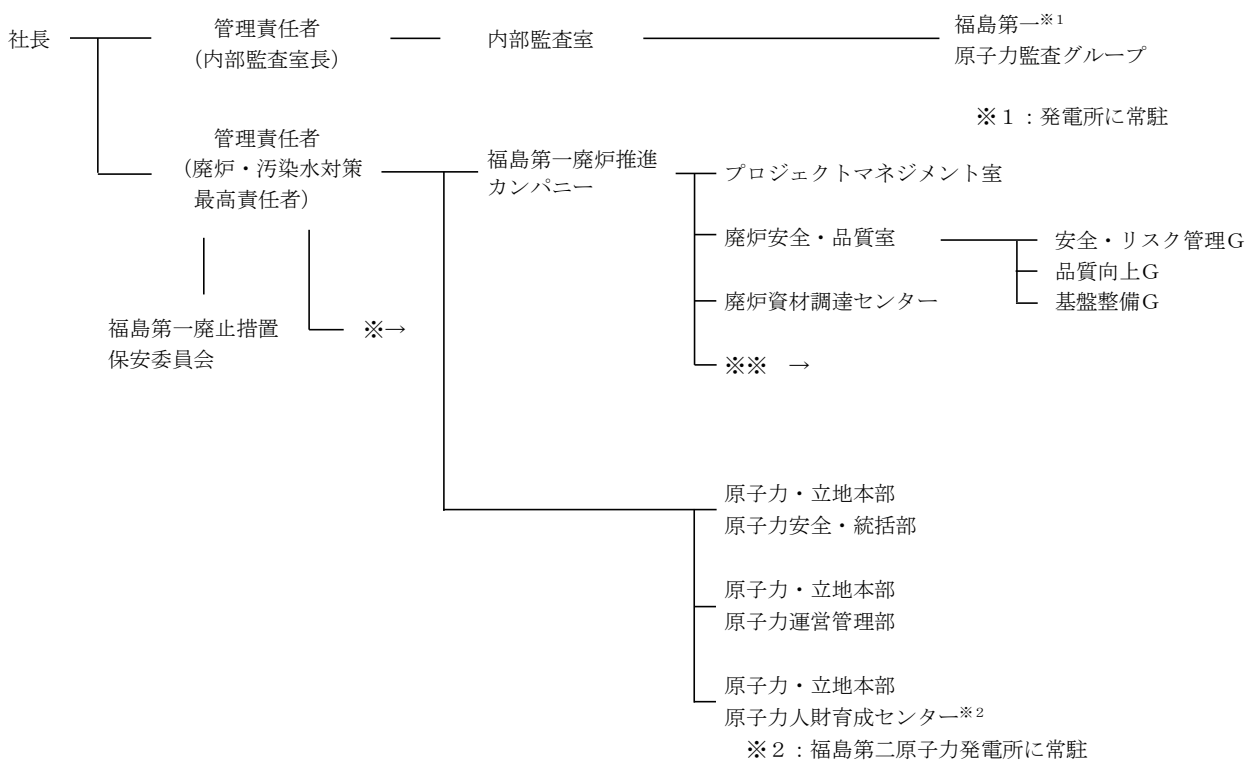 社長
管理責任者
(内部監査室長)
内部監査室
福島第一※1
原子力監査グループ
※1：発電所に常駐
管理責任者
(廃炉・汚染水対策
最高責任者)
福島第一廃炉推進
カンパニー
プロジェクトマネジメント室
廃炉安全・品質室
安全・リスク管理G
品質向上G
基盤整備G
廃炉資材調達センター
福島第一廃止措置
保安委員会
※→
※※ →
原子力・立地本部
原子力安全・統括部
原子力・立地本部
原子力運営管理部
原子力・立地本部
原子力人財育成センター※2
※2：福島第二原子力発電所に常駐